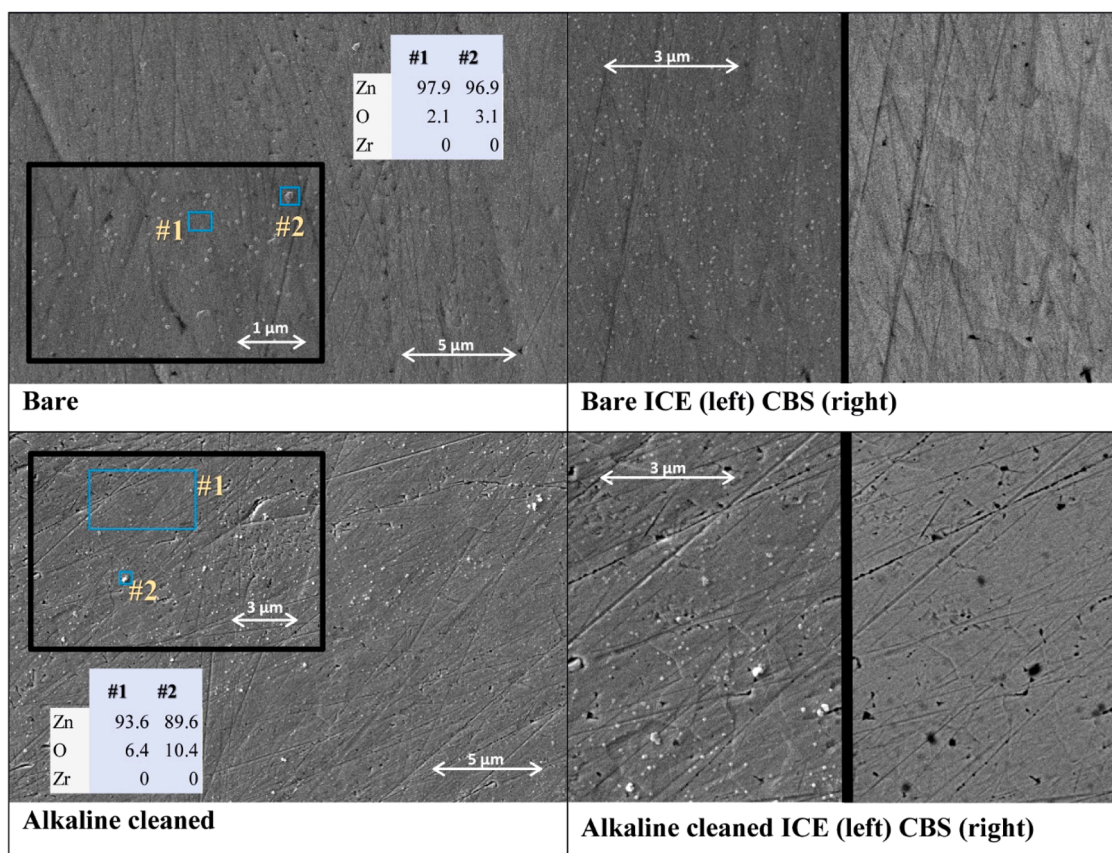 #1 #2
Zn 97.9 96.9
O 2.1 3.1
Zr 0 0
#1
#2
1 µm
5 µm
3 µm
Bare
Bare ICE (left) CBS (right)
#1
#2
3 µm
#1 #2
Zn 93.6 89.6
O 6.4 10.4
Zr 0 0
5 µm
3 µm
Alkaline cleaned
Alkaline cleaned ICE (left) CBS (right)